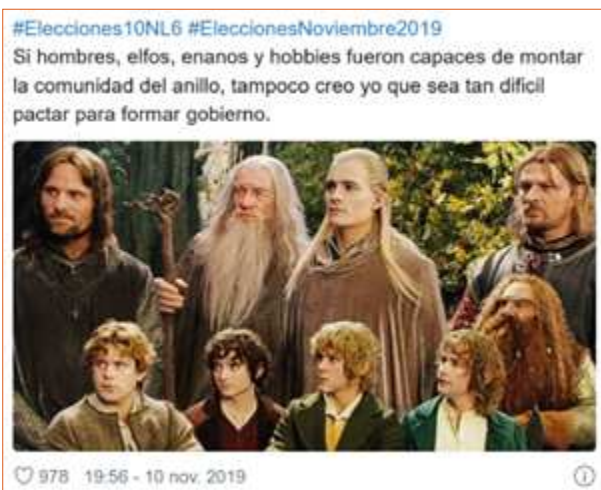 #Elecciones10NL6 #EleccionesNoviembre2019
Si hombres, elfos, enanos y hobbies fueron capaces de montar
la comunidad del anillo, tampoco creo yo que sea tan difícil
pactar para formar gobierno.
978 19:56 - 10 nov. 2019